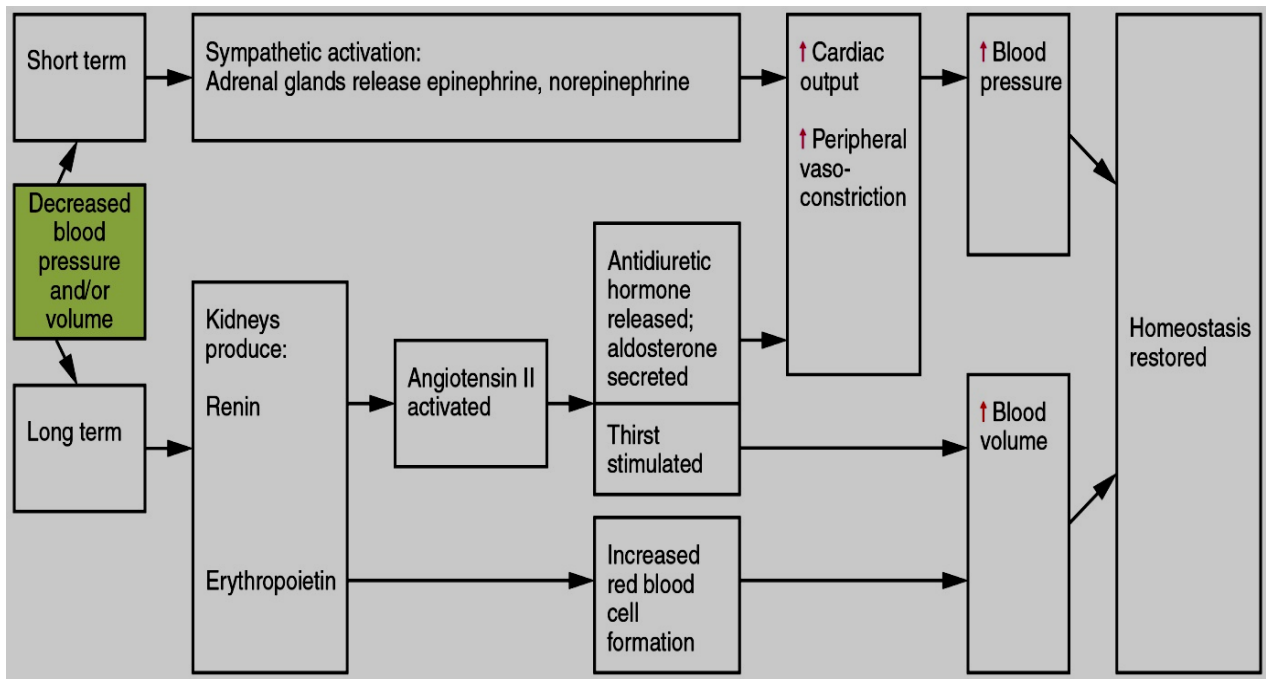 Short term
Sympathetic activation:
Adrenal glands release epinephrine, norepinephrine
↑ Cardiac
output
↑ Peripheral
vaso-
constriction
↑ Blood
pressure
Decreased
blood
pressure
and/or
volume
Long term
Kidneys
produce:
Renin
Erythropoietin
Angiotensin II
activated
Antidiuretic
hormone
released;
aldosterone
secreted
Thirst
stimulated
Increased
red blood
cell
formation
↑ Blood
volume
Homeostasis
restored